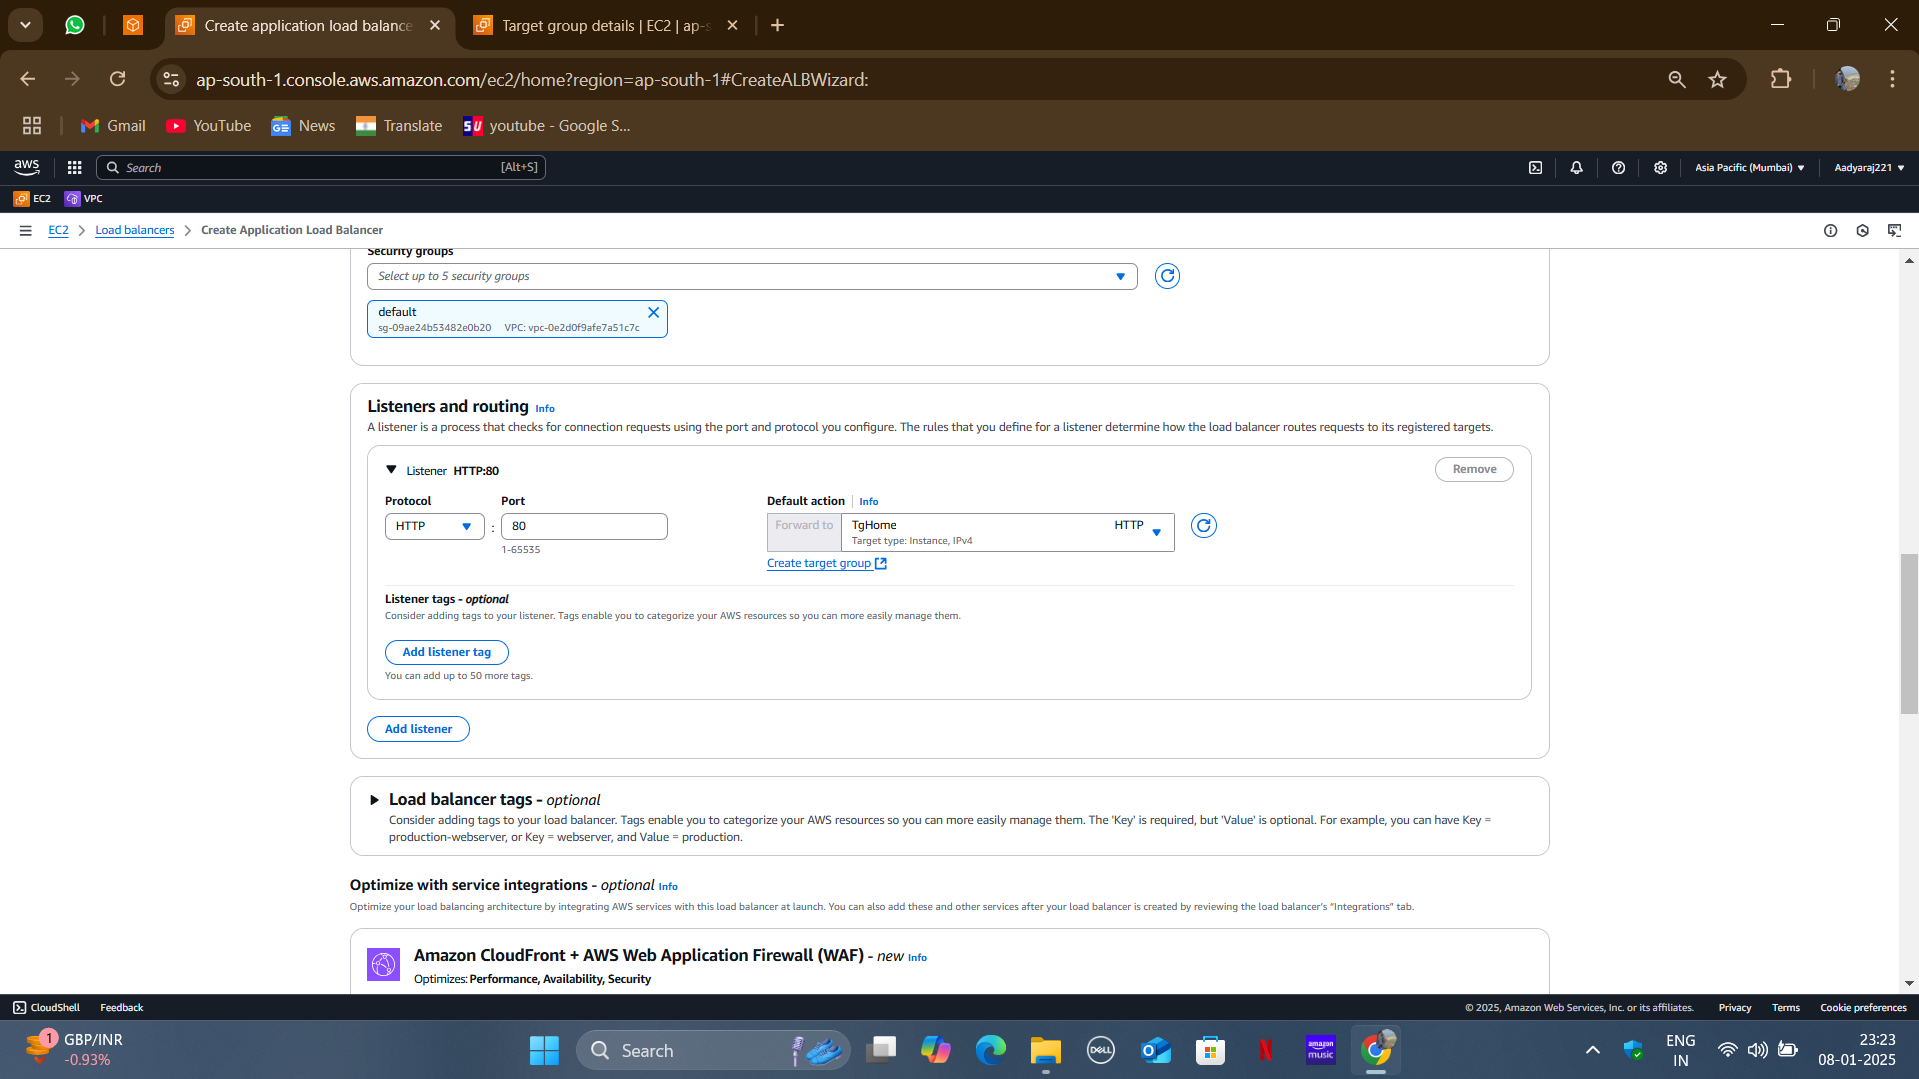 Create application load balance
Target group details | EC2 | ap-s
ap-south-1.console.aws.amazon.com/ec2/home?region=ap-south-1#CreateALBWizard:
Gmail
YouTube
News
Translate
youtube - Google S...
aws
Search
[Alt+S]
Asia Pacific (Mumbai)
Aadyaraj221
EC2
VPC
EC2
Load balancers
Create Application Load Balancer
Security groups
Select up to 5 security groups
default
sg-09ae24b53482e0b20 VPC: vpc-0e2d0f9afe7a51c7c
Listeners and routing Info
A listener is a process that checks for connection requests using the port and protocol you configure. The rules that you define for a listener determine how the load balancer routes requests to its registered targets.
Listener HTTP:80
Remove
Protocol
Port
Default action
Info
HTTP
:
80
1-65535
Forward to
TgHome
HTTP
Target type: Instance, IPv4
Create target group
Listener tags - optional
Consider adding tags to your listener. Tags enable you to categorize your AWS resources so you can more easily manage them.
Add listener tag
You can add up to 50 more tags.
Add listener
Load balancer tags - optional
Consider adding tags to your load balancer. Tags enable you to categorize your AWS resources so you can more easily manage them. The 'Key' is required, but 'Value' is optional. For example, you can have Key =
production-webserver, or Key = webserver, and Value = production.
Optimize with service integrations - optional Info
Optimize your load balancing architecture by integrating AWS services with this load balancer at launch. You can also add these and other services after your load balancer is created by reviewing the load balancer's "Integrations" tab.
Amazon CloudFront + AWS Web Application Firewall (WAF) - new Info
Optimizes: Performance, Availability, Security
CloudShell
Feedback
© 2025, Amazon Web Services, Inc. or its affiliates.
Privacy
Terms
Cookie preferences
1
GBP/INR
-0.93%
Search
DELL
amazon
music
ENG
IN
23:23
08-01-2025